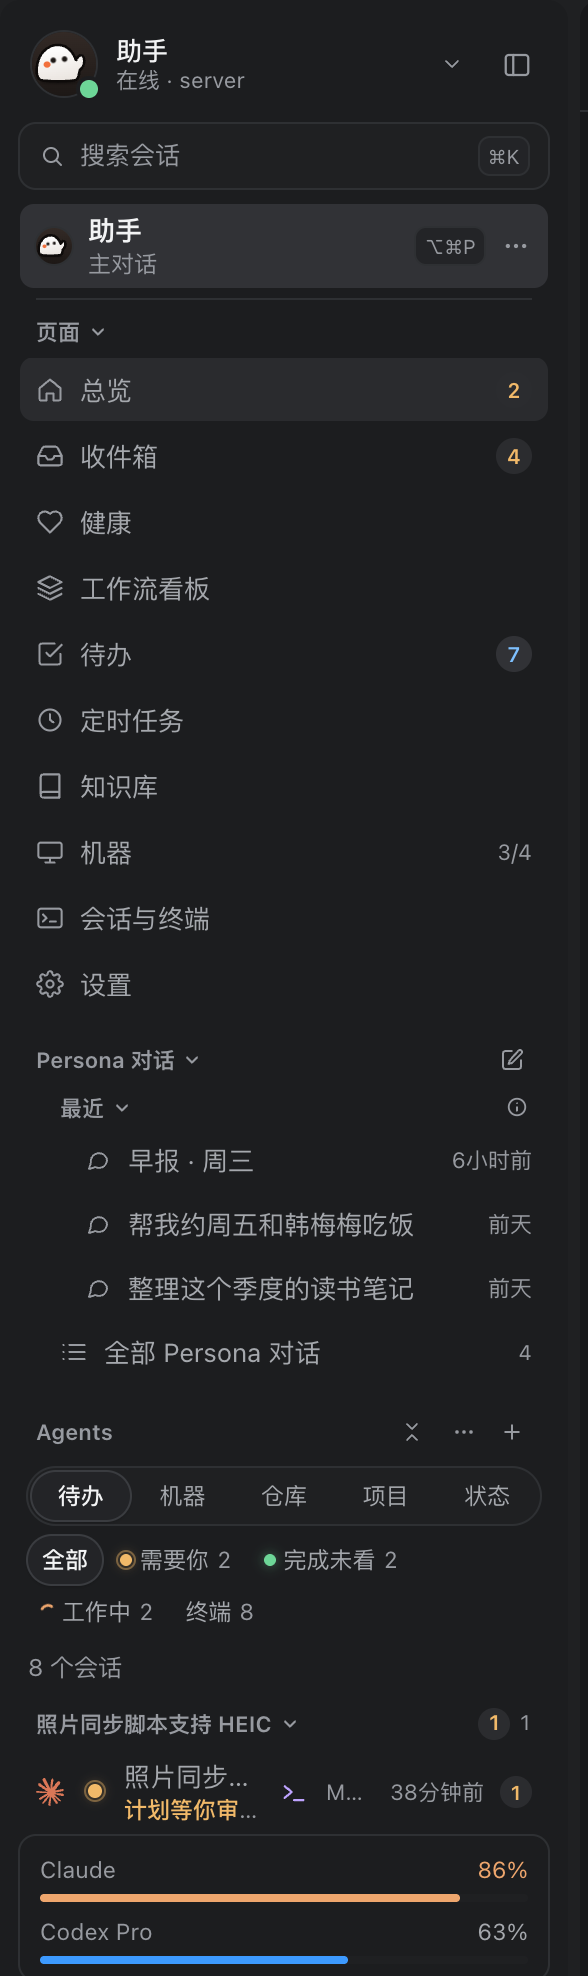 助手
在线 · server
搜索会话 ⌘K
助手
主对话 ⌥⌘P
页面
总览 2
收件箱 4
健康
工作流看板
待办 7
定时任务
知识库
机器 3/4
会话与终端
设置
Persona 对话
最近
早报 · 周三 6小时前
帮我约周五和韩梅梅吃饭 前天
整理这个季度的读书笔记 前天
全部 Persona 对话 4
Agents
待办 机器 仓库 项目 状态
全部 需要你 2 完成未看 2
工作中 2 终端 8
8 个会话
照片同步脚本支持 HEIC 1 1
照片同步... M... 38分钟前 1
计划等你审...
Claude 86%
Codex Pro 63%